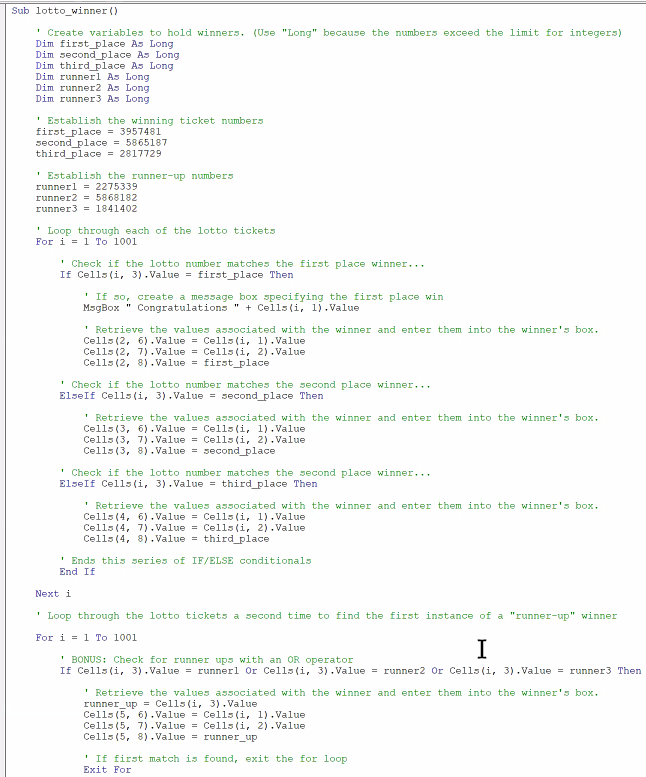 Sub lotto_winner()
' Create variables to hold winners. (Use "Long" because the numbers exceed the limit for integers)
Dim first_place As Long
Dim second_place As Long
Dim third_place As Long
Dim runner1 As Long
Dim runner2 As Long
Dim runner3 As Long
' Establish the winning ticket numbers
first_place = 3957481
second_place = 5865187
third_place = 2817729
' Establish the runner-up numbers
runner1 = 2275339
runner2 = 5868182
runner3 = 1841402
' Loop through each of the lotto tickets
For i = 1 To 1001
' Check if the lotto number matches the first place winner...
If Cells(i, 3).Value = first_place Then
' If so, create a message box specifying the first place win
MsgBox " Congratulations " + Cells(i, 1).Value
' Retrieve the values associated with the winner and enter them into the winner's box.
Cells(2, 6).Value = Cells(i, 1).Value
Cells(2, 7).Value = Cells(i, 2).Value
Cells(2, 8).Value = first_place
' Check if the lotto number matches the second place winner...
ElseIf Cells(i, 3).Value = second_place Then
' Retrieve the values associated with the winner and enter them into the winner's box.
Cells(3, 6).Value = Cells(i, 1).Value
Cells(3, 7).Value = Cells(i, 2).Value
Cells(3, 8).Value = second_place
' Check if the lotto number matches the second place winner...
ElseIf Cells(i, 3).Value = third_place Then
' Retrieve the values associated with the winner and enter them into the winner's box.
Cells(4, 6).Value = Cells(i, 1).Value
Cells(4, 7).Value = Cells(i, 2).Value
Cells(4, 8).Value = third_place
' Ends this series of IF/ELSE conditionals
End If
Next i
' Loop through the lotto tickets a second time to find the first instance of a "runner-up" winner
For i = 1 To 1001
' BONUS: Check for runner ups with an OR operator
If Cells(i, 3).Value = runner1 Or Cells(i, 3).Value = runner2 Or Cells(i, 3).Value = runner3 Then
' Retrieve the values associated with the winner and enter them into the winner's box.
runner_up = Cells(i, 3).Value
Cells(5, 6).Value = Cells(i, 1).Value
Cells(5, 7).Value = Cells(i, 2).Value
Cells(5, 8).Value = runner_up
' If first match is found, exit the for loop
Exit For